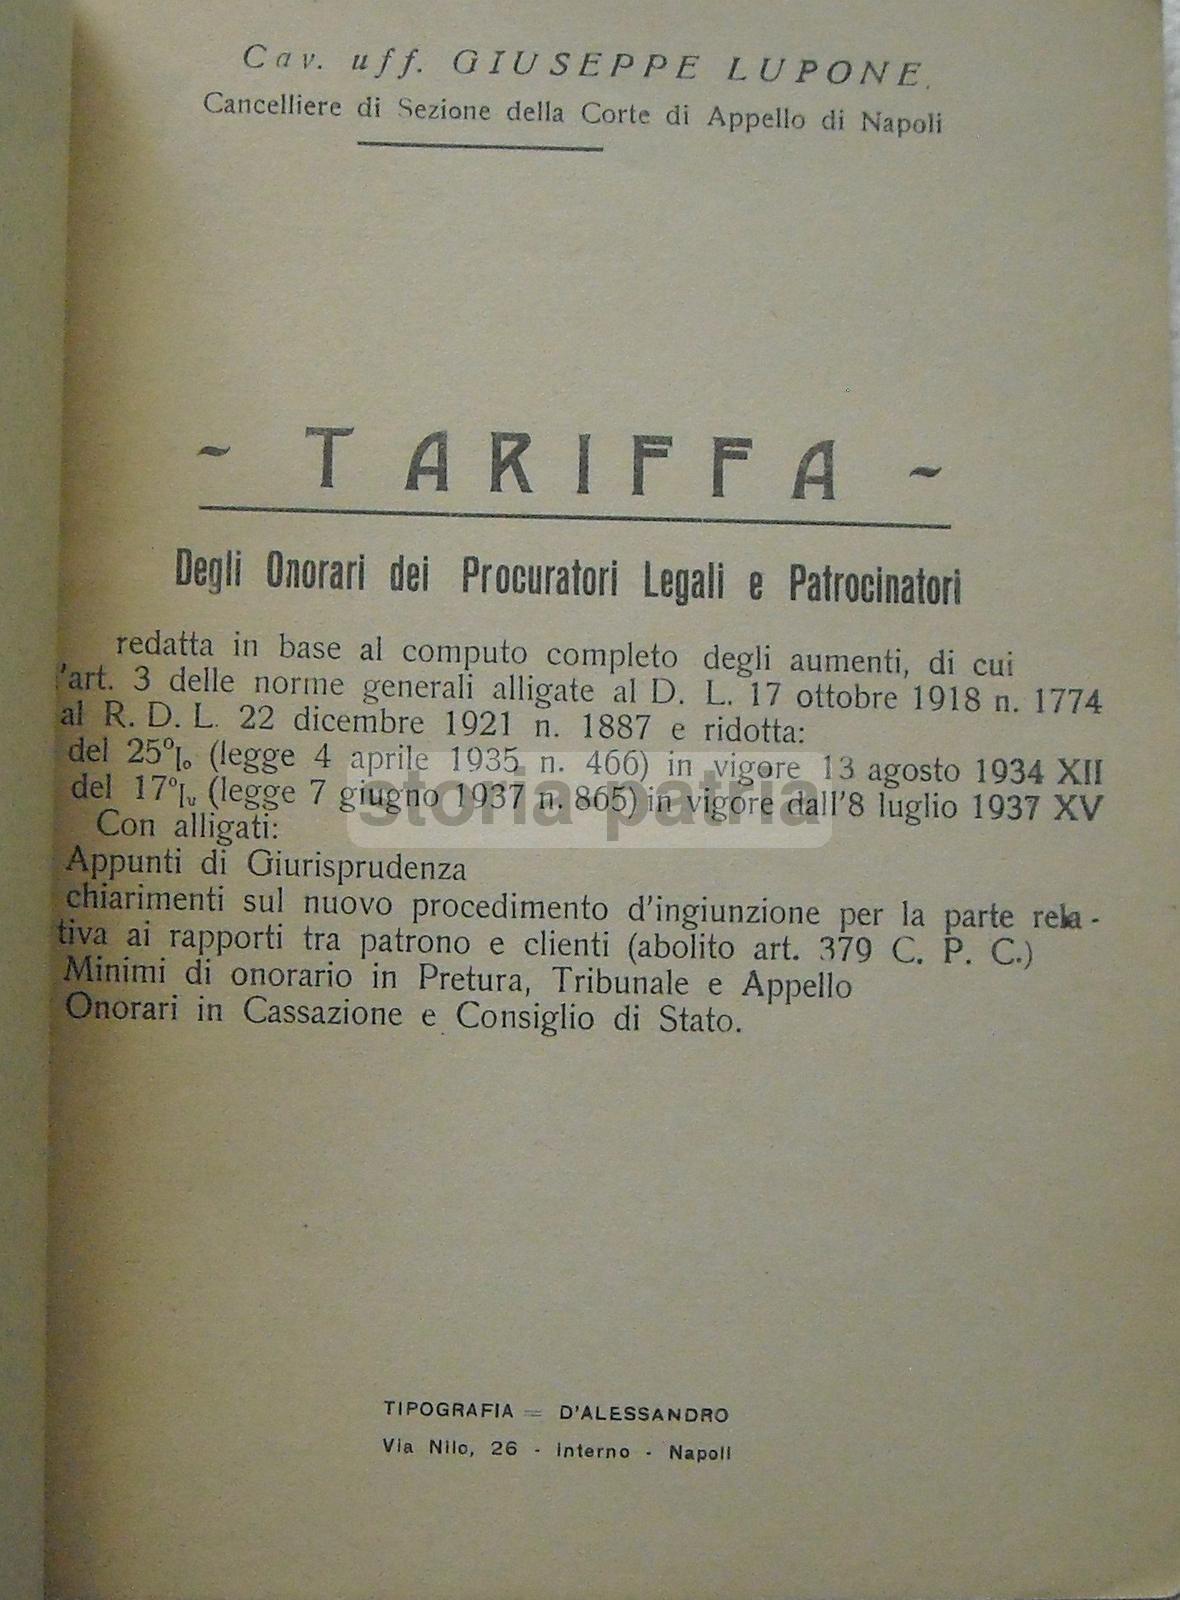 Cav. uff. GIUSEPPE LUPONE.
Cancelliere di Sezione della Corte di Appello di Napoli
~ TARIFFA ~
Degli Onorari dei Procuratori Legali e Patrocinatori
redatta in base al computo completo degli aumenti, di cui
l'art. 3 delle norme generali alligate al D. L. 17 ottobre 1918 n. 1774
al R. D. L. 22 dicembre 1921 n. 1887 e ridotta:
del 25% (legge 4 aprile 1935 n. 466) in vigore 13 agosto 1934 XII
del 17% (legge 7 giugno 1937 n. 865) in vigore dall'8 luglio 1937 XV
storia patria
Con alligati:
Appunti di Giurisprudenza
chiarimenti sul nuovo procedimento d'ingiunzione per la parte rela-
tiva ai rapporti tra patrono e clienti (abolito art. 379 C. P. C.)
Minimi di onorario in Pretura, Tribunale e Appello
Onorari in Cassazione e Consiglio di Stato.
TIPOGRAFIA = D'ALESSANDRO
Via Nilo, 26 - interno - Napoli